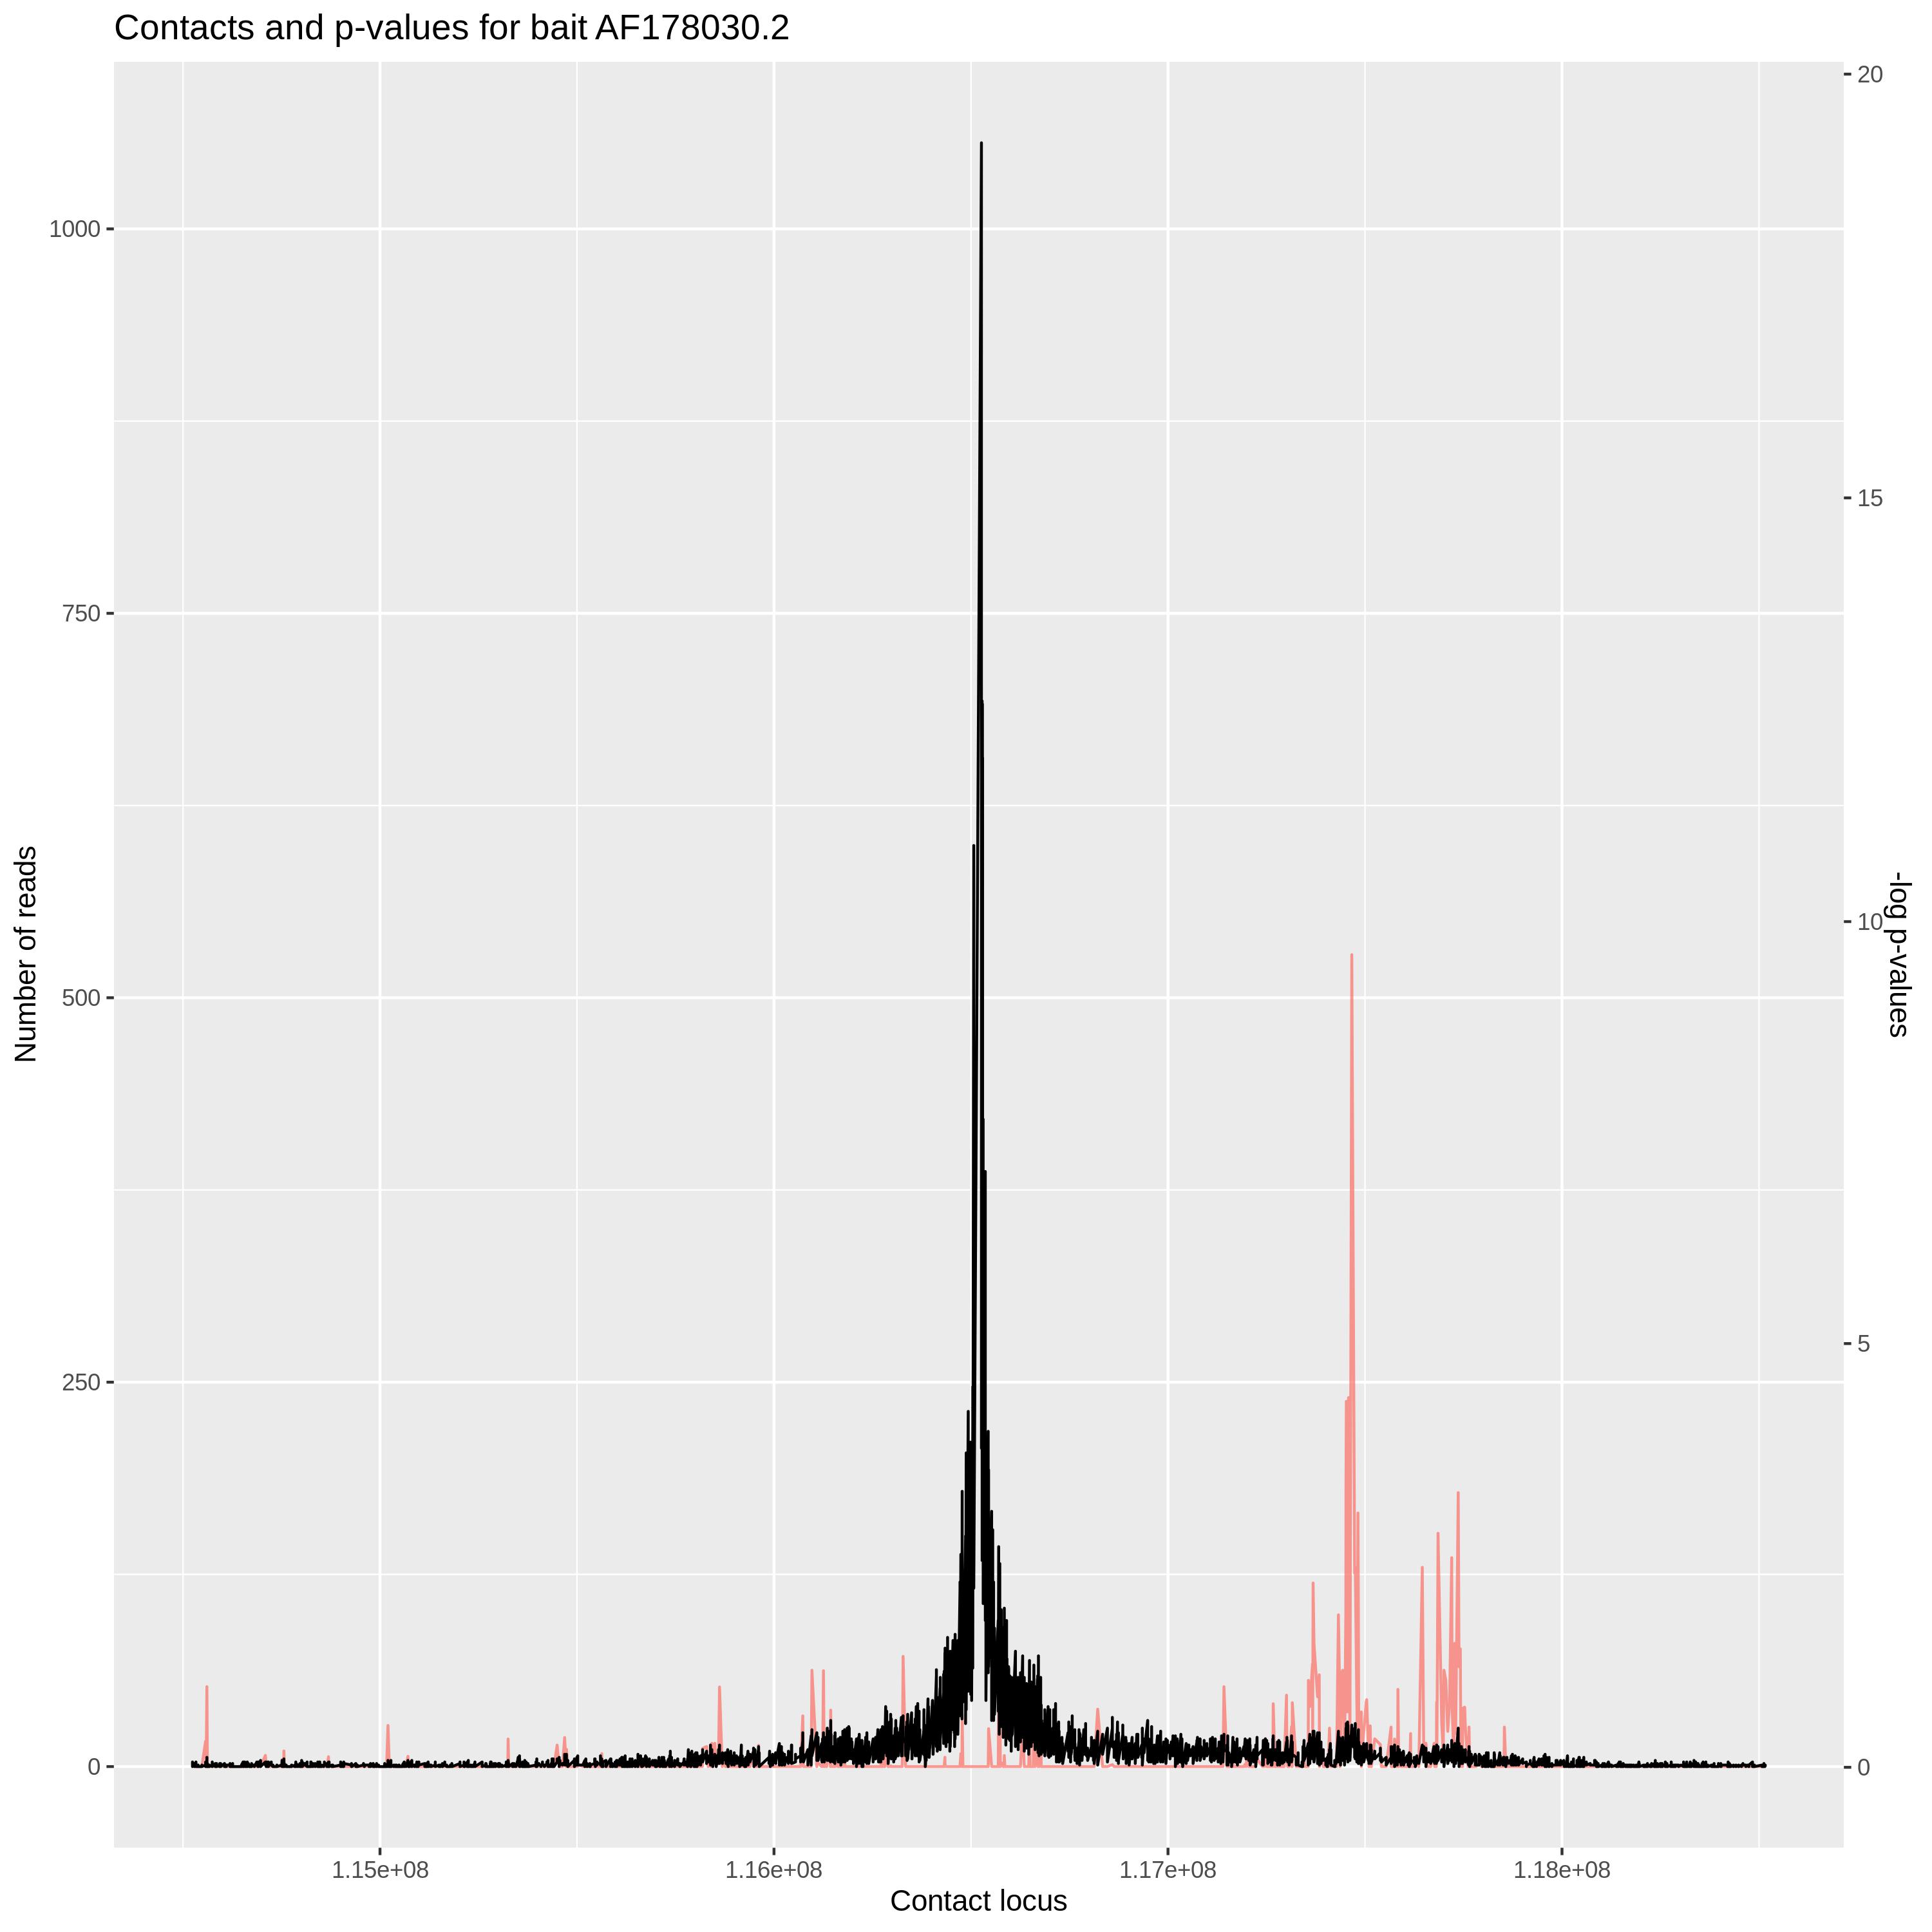 Contacts and p-values for bait AF178030.2
Number of reads
1000
750
500
250
0
20
15
10
5
0
-log p-values
1.15e+08
1.16e+08
1.17e+08
1.18e+08
Contact locus